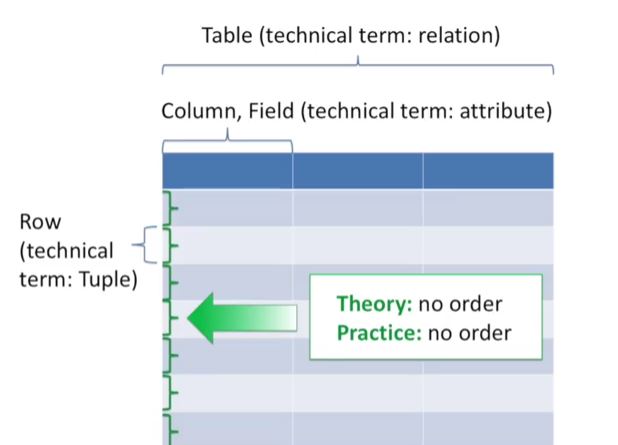 Table (technical term: relation)
Column, Field (technical term: attribute)
Row
(technical
term: Tuple)
Theory: no order
Practice: no order